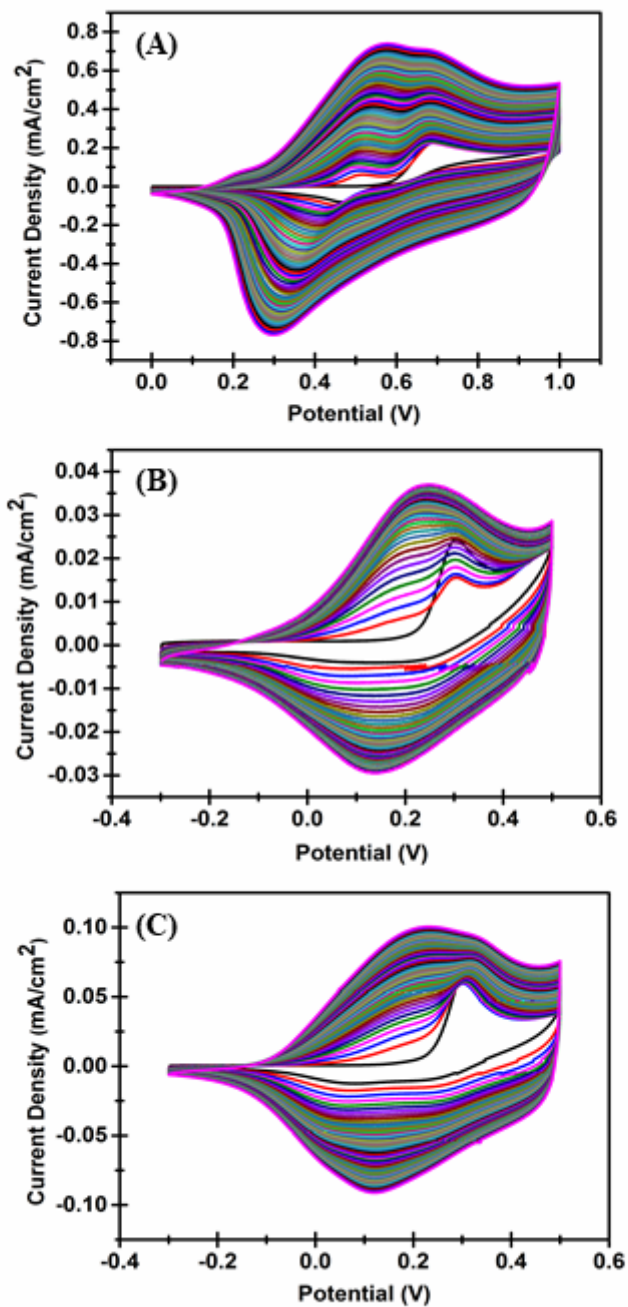 (A)
Current Density (mA/cm²)
0.8
0.6
0.4
0.2
0.0
-0.2
-0.4
-0.6
-0.8
0.0 0.2 0.4 0.6 0.8 1.0
Potential (V)
(B)
Current Density (mA/cm²)
0.04
0.03
0.02
0.01
0.00
-0.01
-0.02
-0.03
-0.4 -0.2 0.0 0.2 0.4 0.6
Potential (V)
(C)
Current Density (mA/cm²)
0.10
0.05
0.00
-0.05
-0.10
-0.4 -0.2 0.0 0.2 0.4 0.6
Potential (V)